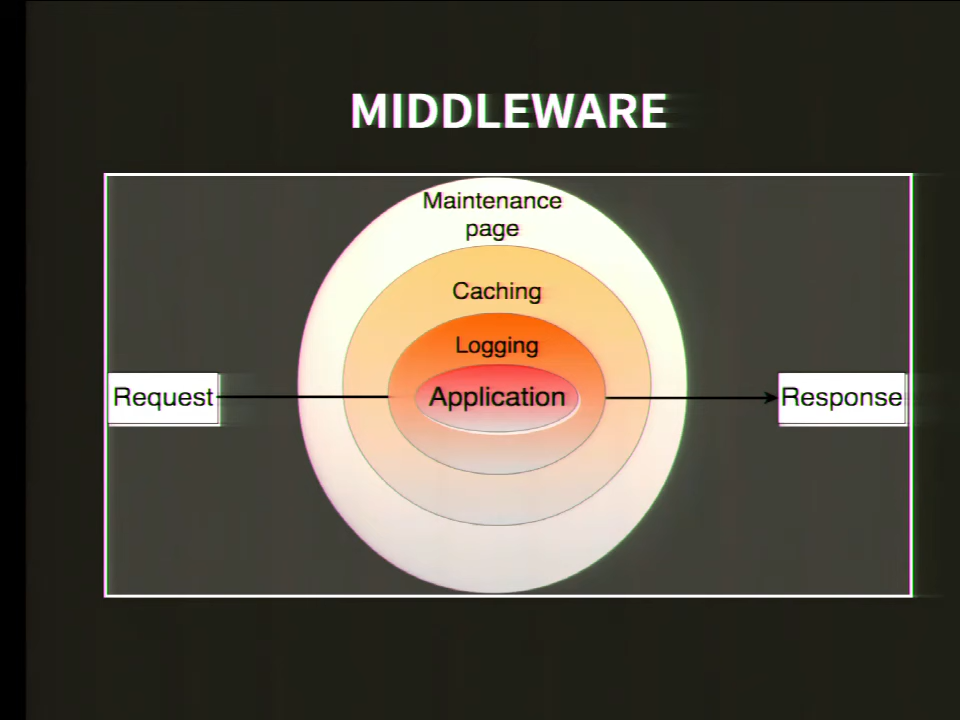 MIDDLEWARE
Maintenance
page
Caching
Logging
Request
Application
Response